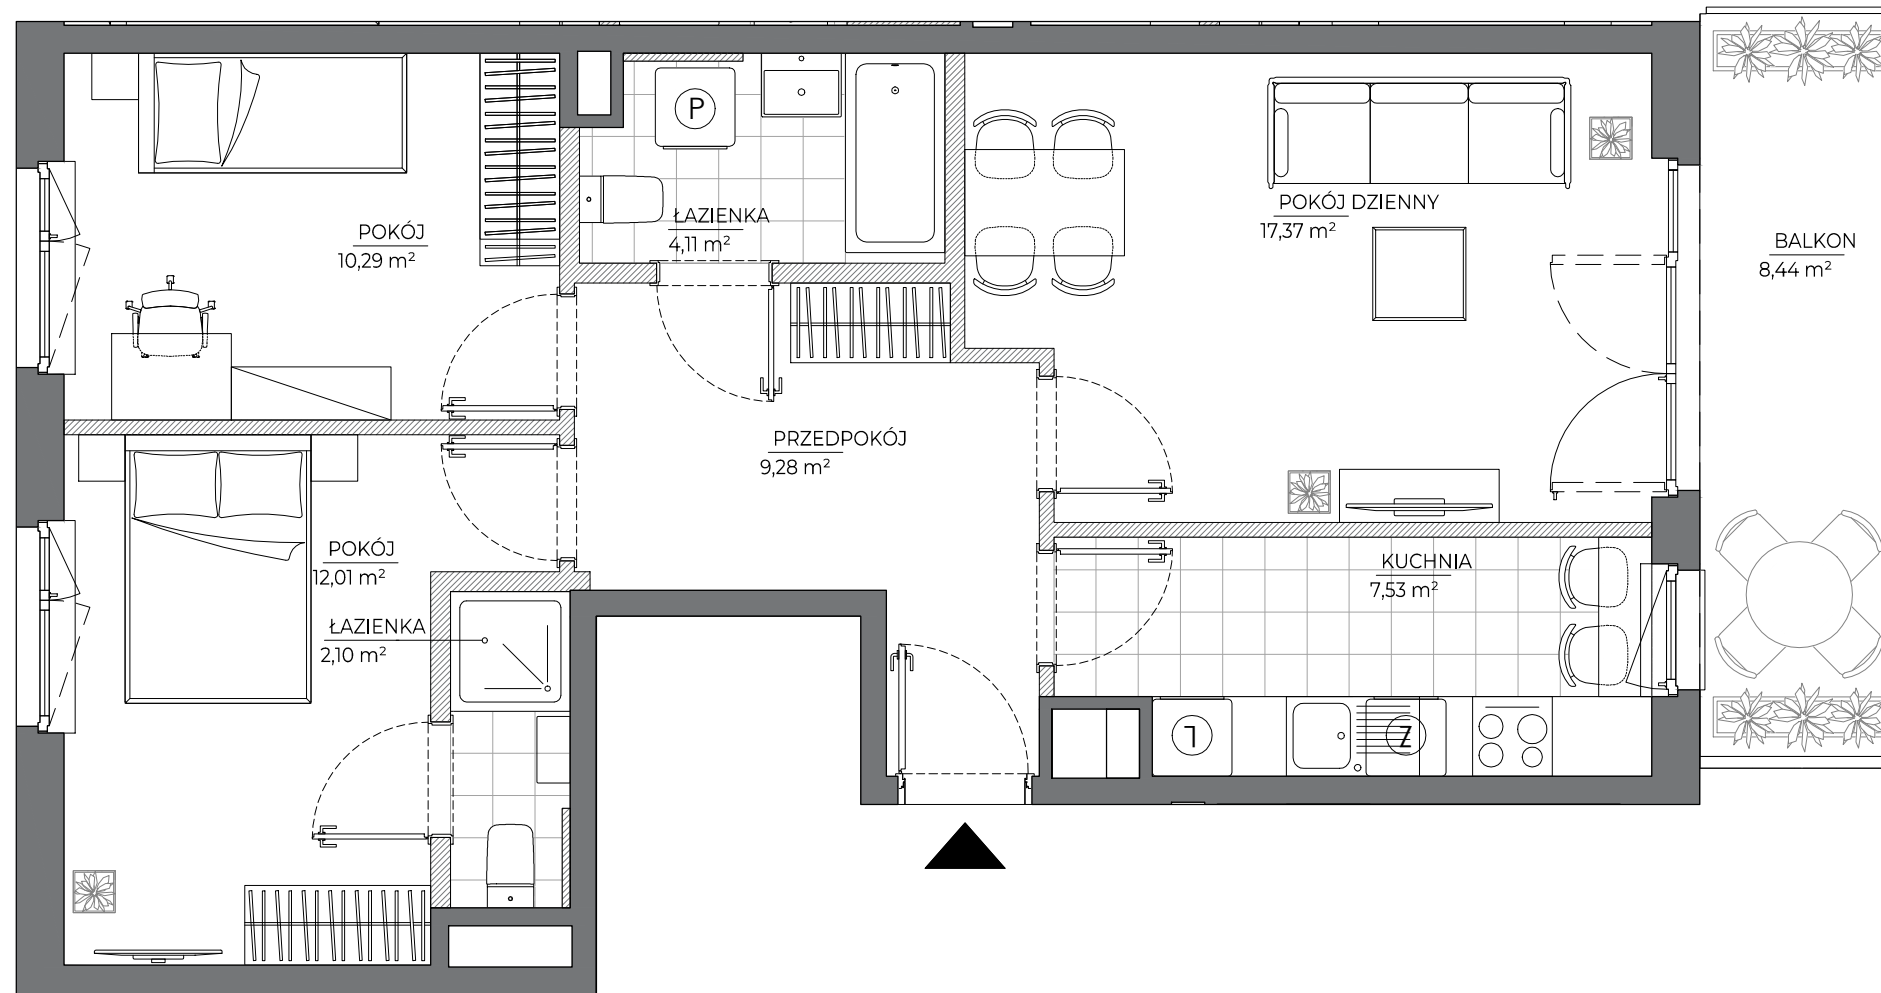 POKÓJ
10,29 m²
P
ŁAZIENKA
4,11 m²
POKÓJ DZIENNY
17,37 m²
BALKON
8,44 m²
PRZEDPOKÓJ
9,28 m²
POKÓJ
12,01 m²
ŁAZIENKA
2,10 m²
KUCHNIA
7,53 m²
L
Z